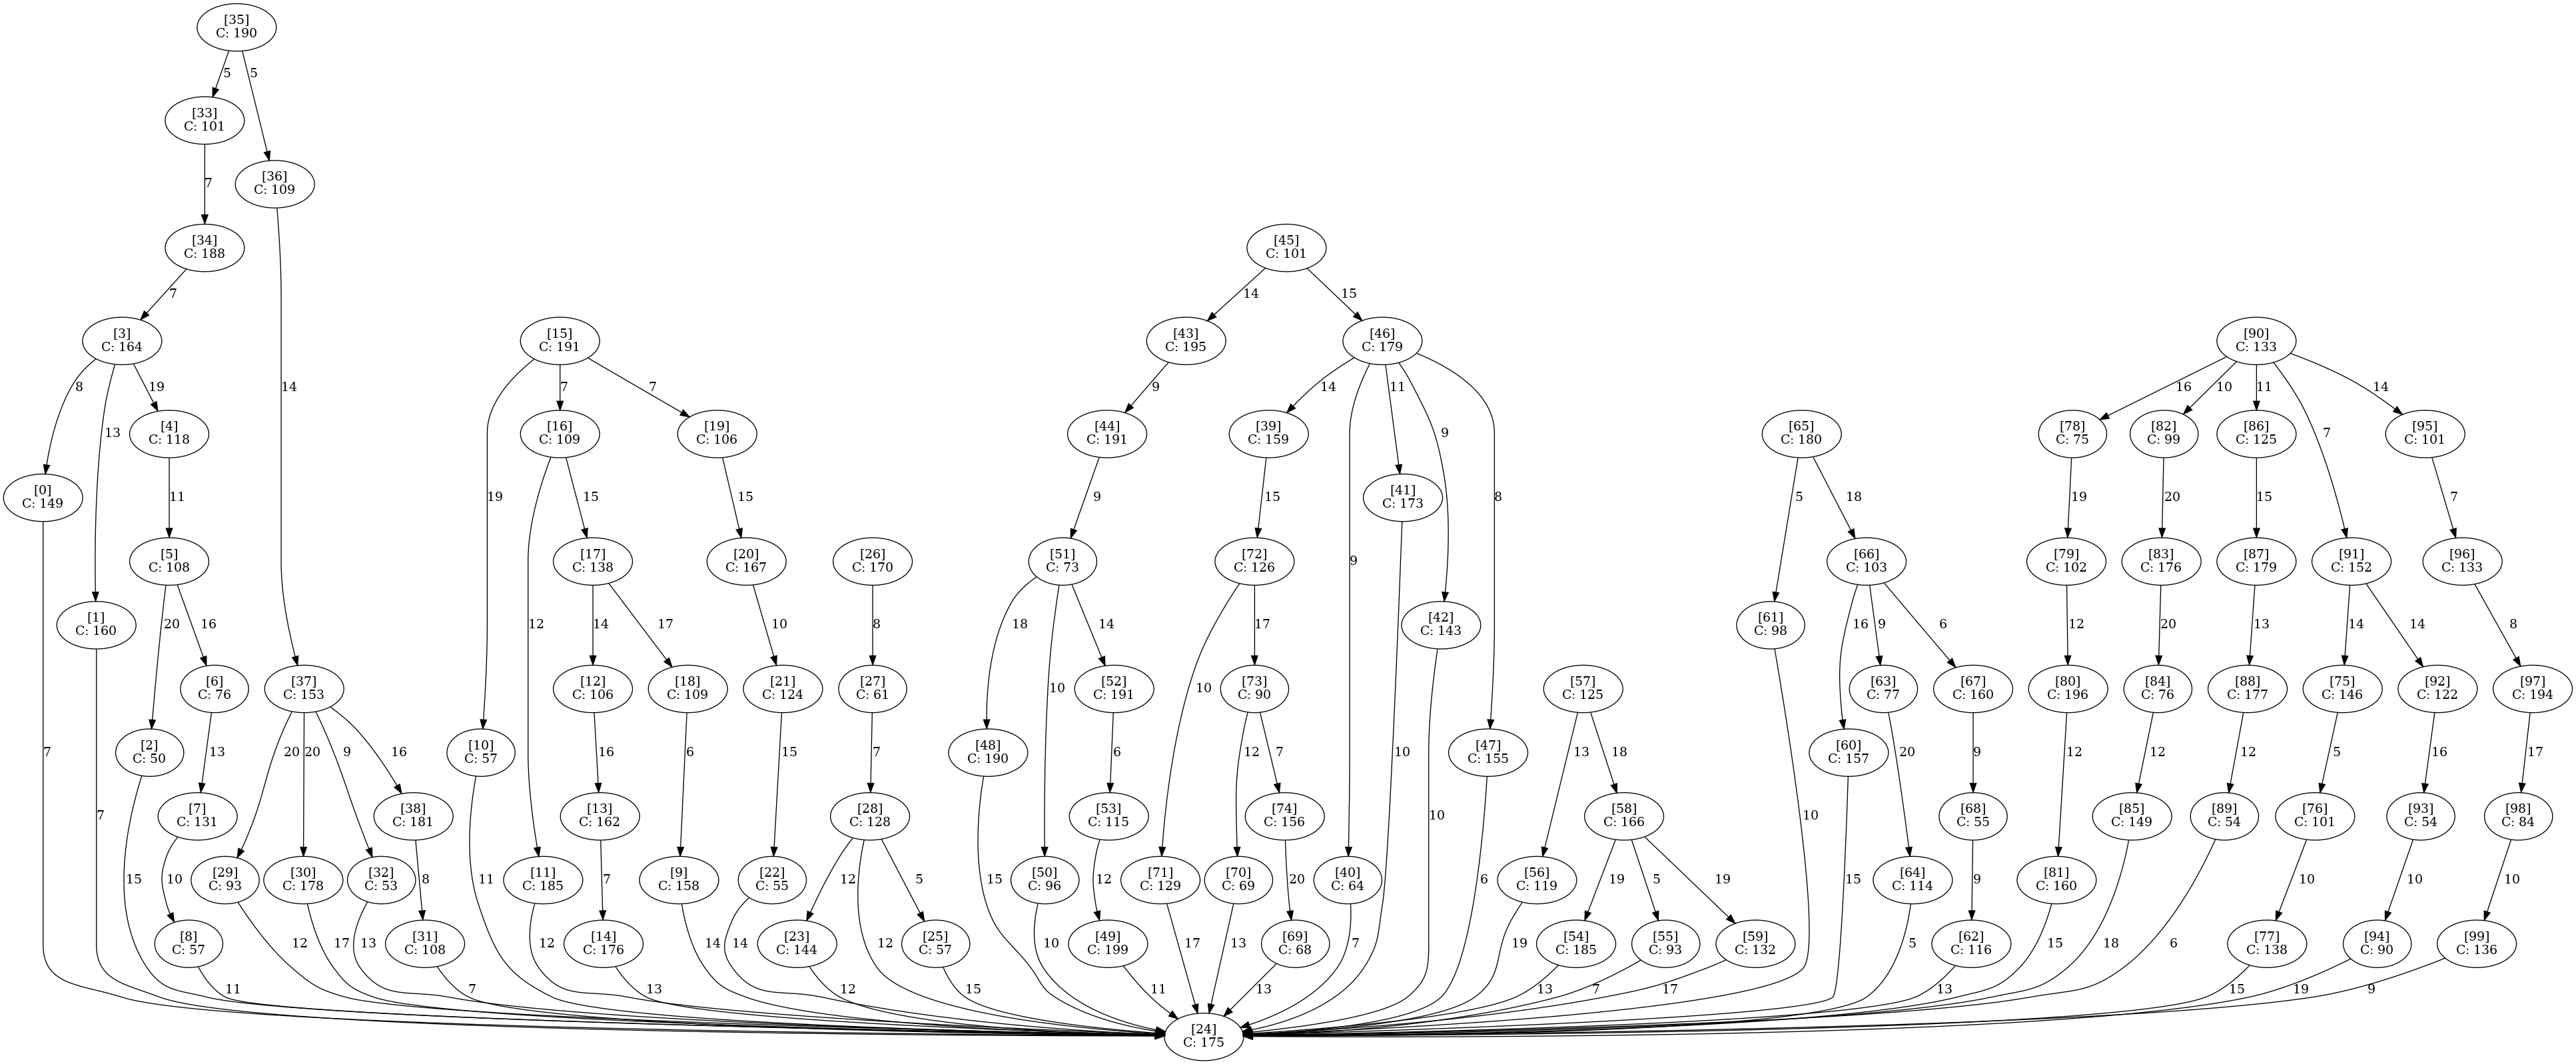 [35]
C: 190
5
5
[33]
C: 101
[36]
C: 109
7
[34]
C: 188
[45]
C: 101
7
14
15
[3]
C: 164
[15]
C: 191
[43]
C: 195
[46]
C: 179
[90]
C: 133
8
13
19
14
19
7
7
9
14
9
11
9
8
16
10
11
7
14
[4]
C: 118
[16]
C: 109
[19]
C: 106
[44]
C: 191
[39]
C: 159
[65]
C: 180
[78]
C: 75
[82]
C: 99
[86]
C: 125
[95]
C: 101
[0]
C: 149
11
12
15
15
9
15
[41]
C: 173
5
18
19
20
15
7
[5]
C: 108
[17]
C: 138
[20]
C: 167
[26]
C: 170
[51]
C: 73
[72]
C: 126
[66]
C: 103
[79]
C: 102
[83]
C: 176
[87]
C: 179
[91]
C: 152
[96]
C: 133
[1]
C: 160
20
16
14
17
10
8
18
10
14
10
17
[42]
C: 143
[61]
C: 98
16
9
6
12
20
13
14
14
8
[6]
C: 76
[37]
C: 153
[12]
C: 106
[18]
C: 109
[21]
C: 124
[27]
C: 61
[52]
C: 191
[73]
C: 90
[57]
C: 125
[63]
C: 77
[67]
C: 160
[80]
C: 196
[84]
C: 76
[88]
C: 177
[75]
C: 146
[92]
C: 122
[97]
C: 194
7
[2]
C: 50
13
20
20
9
16
[10]
C: 57
16
6
15
7
[48]
C: 190
6
12
7
10
[47]
C: 155
13
18
10
[60]
C: 157
20
9
12
12
12
5
16
17
7
[7]
C: 131
[38]
C: 181
[13]
C: 162
[28]
C: 128
[53]
C: 115
[74]
C: 156
10
[58]
C: 166
[68]
C: 55
[85]
C: 149
[89]
C: 54
[76]
C: 101
[93]
C: 54
[98]
C: 84
15
10
[29]
C: 93
[30]
C: 178
[32]
C: 53
8
11
[11]
C: 185
7
[9]
C: 158
[22]
C: 55
12
5
15
[50]
C: 96
12
[71]
C: 129
[70]
C: 69
20
[40]
C: 64
6
[56]
C: 119
19
5
19
15
[64]
C: 114
9
[81]
C: 160
10
10
10
[8]
C: 57
12
17
13
[31]
C: 108
12
[14]
C: 176
14
14
[23]
C: 144
12
[25]
C: 57
10
[49]
C: 199
17
13
[69]
C: 68
7
19
[54]
C: 185
[55]
C: 93
[59]
C: 132
5
[62]
C: 116
15
18
6
[77]
C: 138
[94]
C: 90
[99]
C: 136
11
7
13
12
15
11
13
13
7
17
13
15
19
9
[24]
C: 175